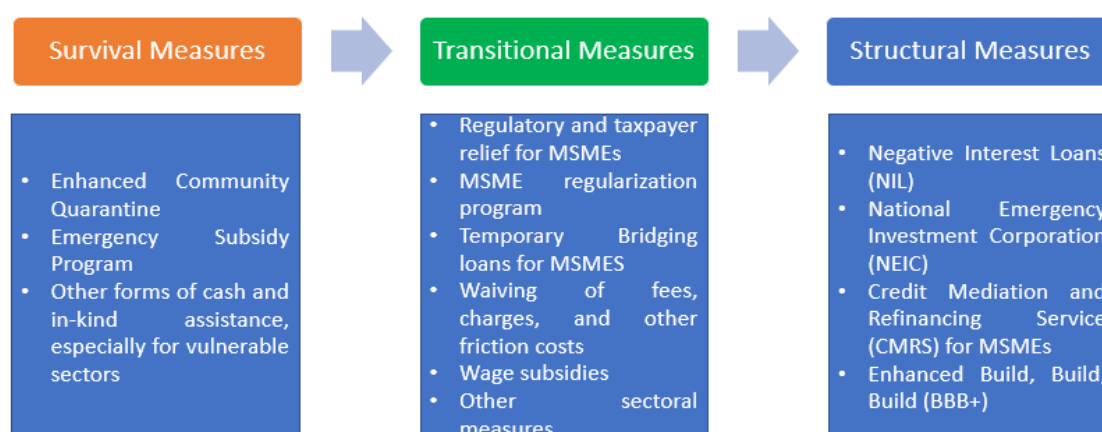 Survival Measures
Transitional Measures
Structural Measures
• Enhanced Community
Quarantine
• Emergency Subsidy
Program
• Other forms of cash and
in-kind assistance,
especially for vulnerable
sectors
• Regulatory and taxpayer
relief for MSMEs
• MSME regularization
program
• Temporary Bridging
loans for MSMES
• Waiving of fees,
charges, and other
friction costs
• Wage subsidies
• Other sectoral
measures
• Negative Interest Loans
(NIL)
• National Emergency
Investment Corporation
(NEIC)
• Credit Mediation and
Refinancing Service
(CMRS) for MSMEs
• Enhanced Build, Build,
Build (BBB+)